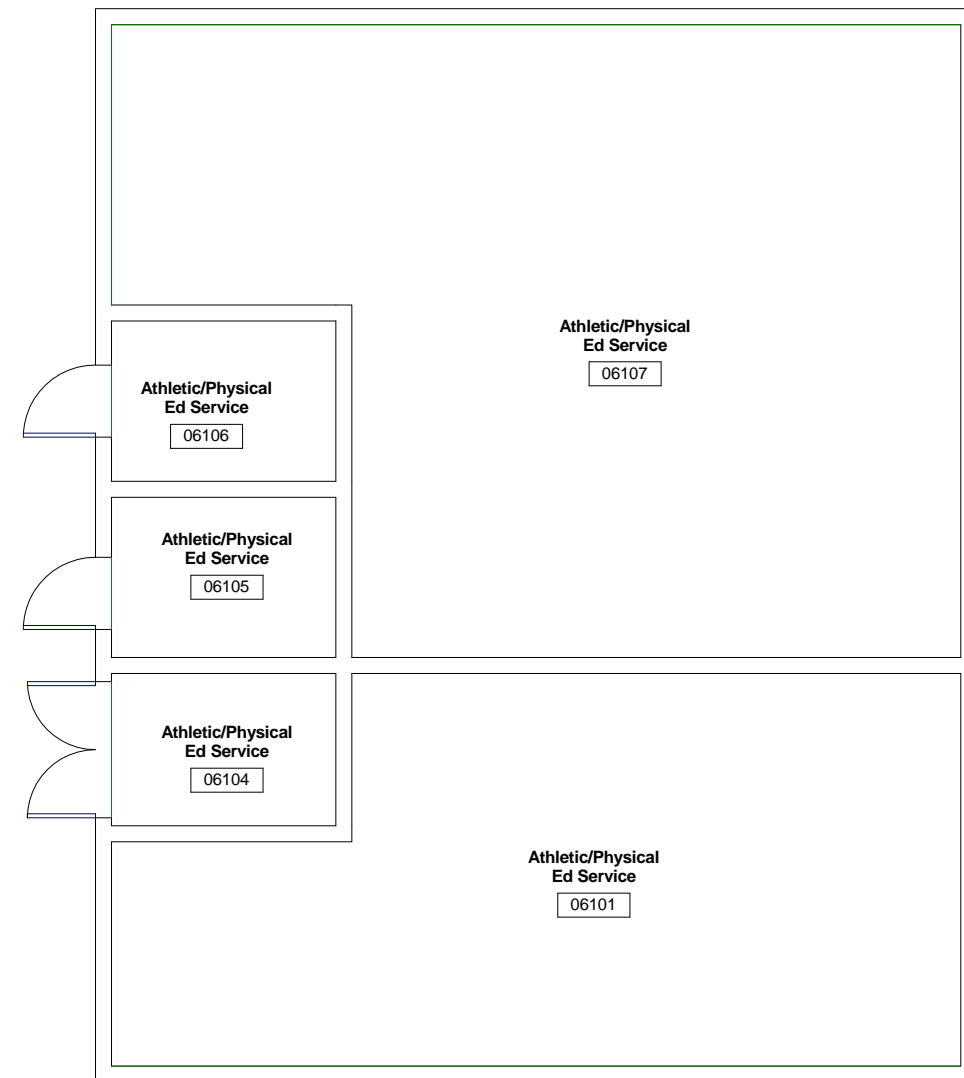 Athletic/Physical
Ed Service
06107
Athletic/Physical
Ed Service
06106
Athletic/Physical
Ed Service
06105
Athletic/Physical
Ed Service
06104
Athletic/Physical
Ed Service
06101